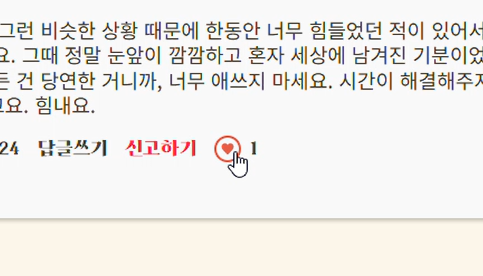 그런 비슷한 상황 때문에 한동안 너무 힘들었던 적이 있어서
요. 그때 정말 눈앞이 깜깜하고 혼자 세상에 남겨진 기분이었
든 건 당연한 거니까, 너무 애쓰지 마세요. 시간이 해결해주지
고요. 힘내요.
24 답글쓰기 신고하기 1